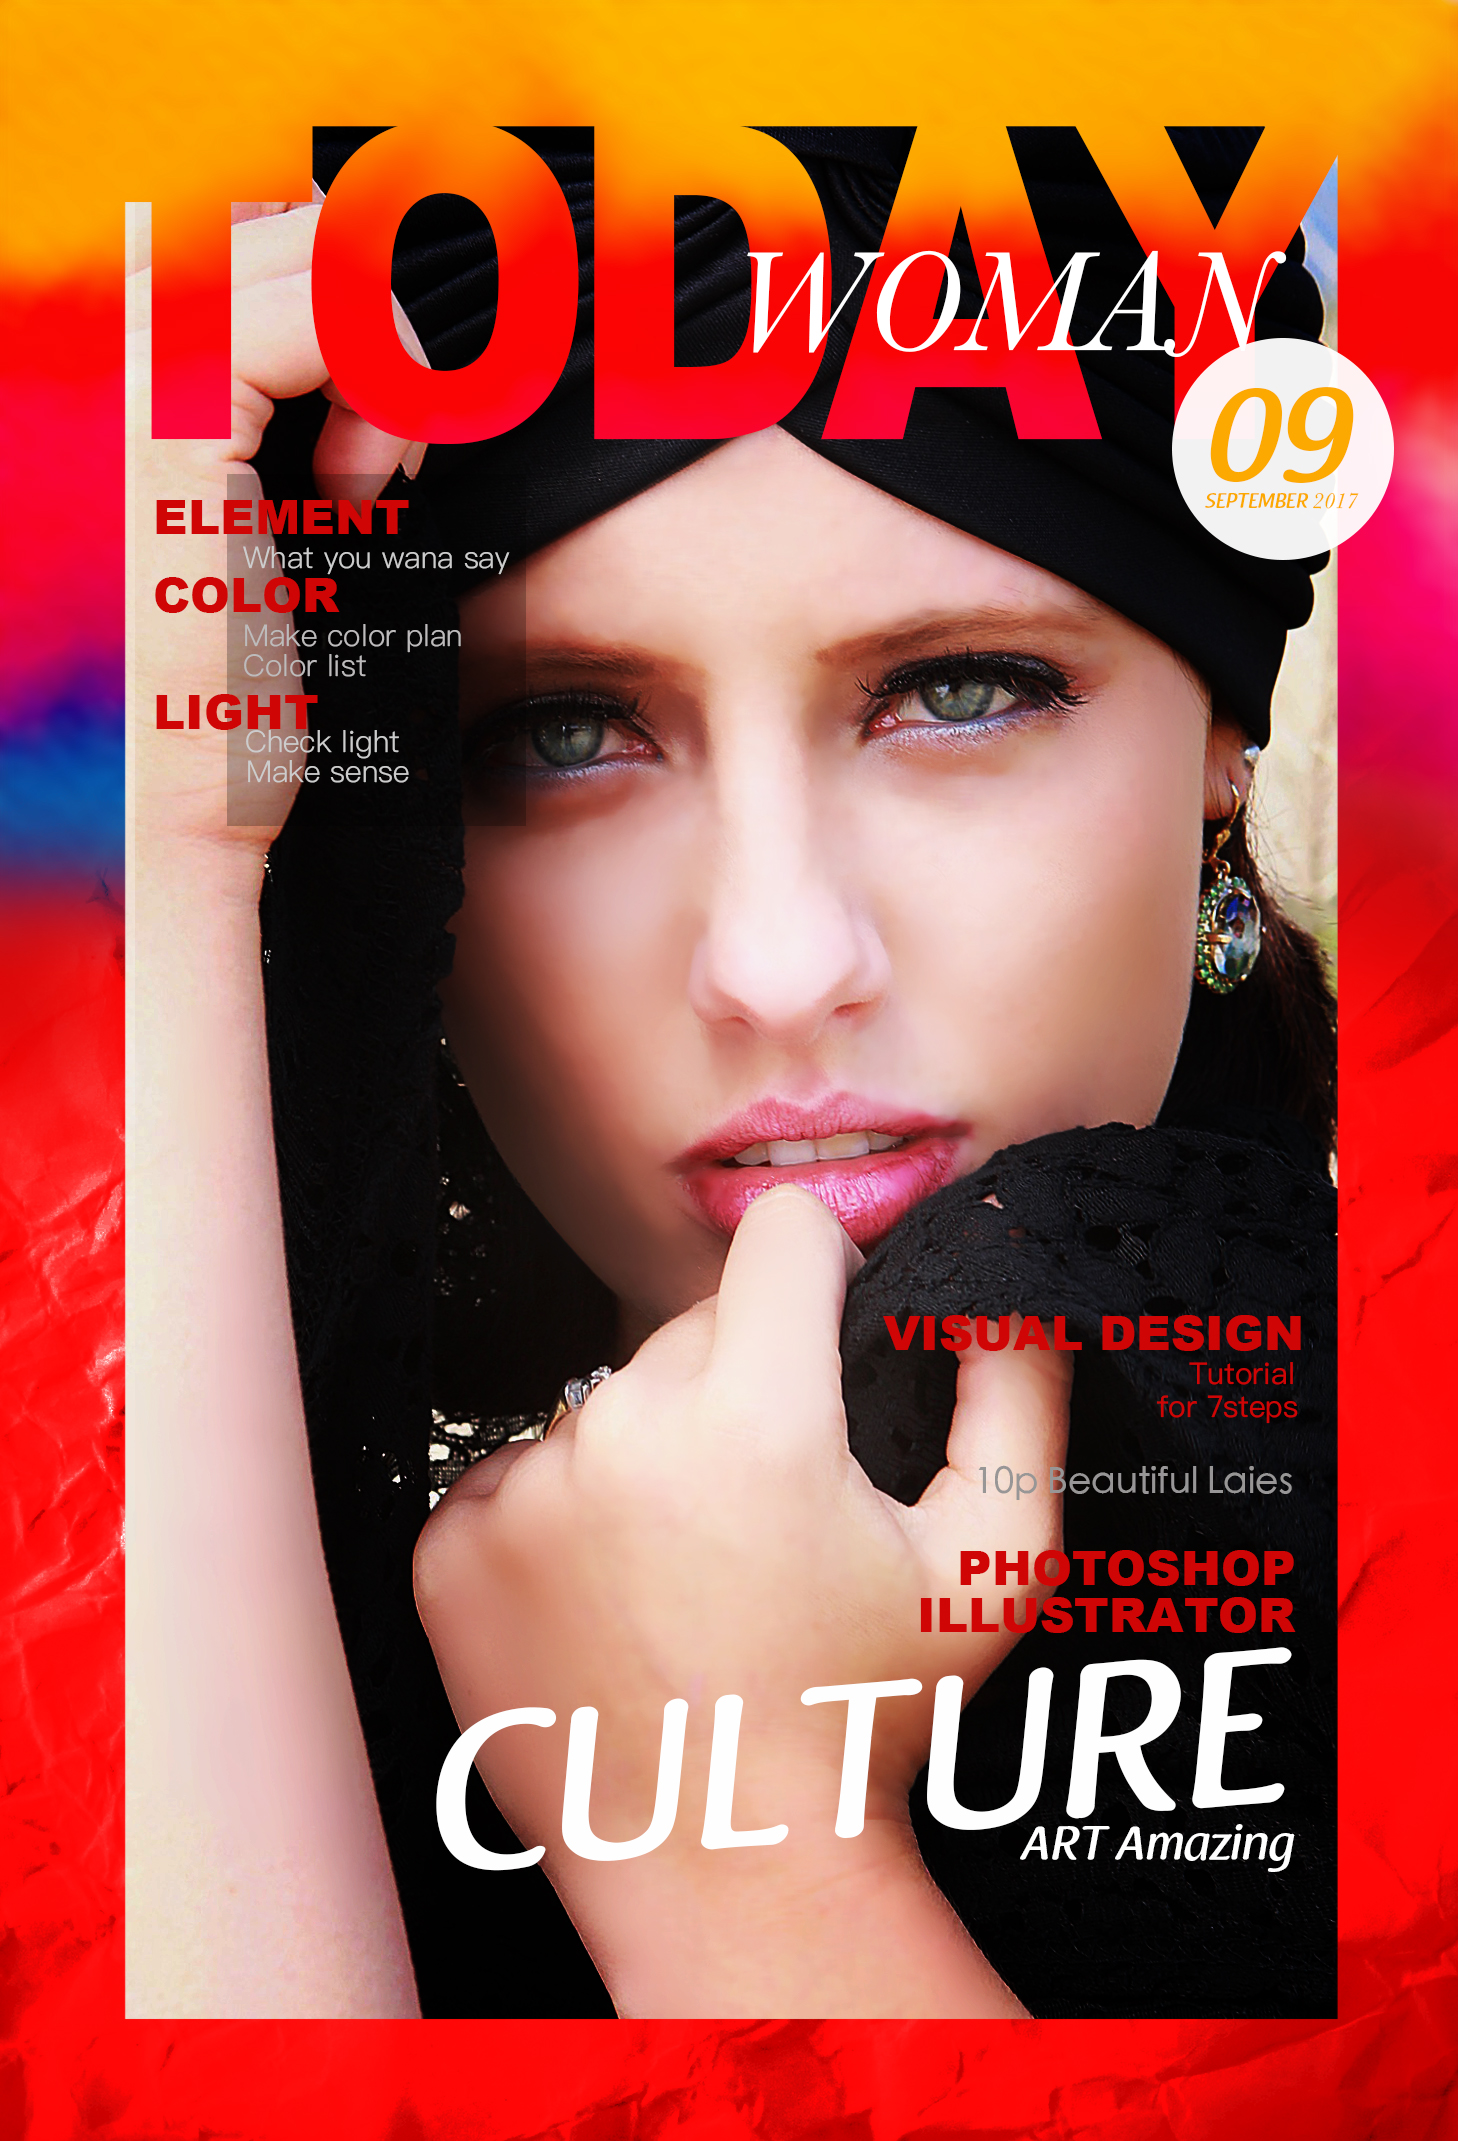 TODAY
WOMAN
09
SEPTEMBER 2017
ELEMENT
What you wana say
COLOR
Make color plan
Color list
LIGHT
Check light
Make sense
VISUAL DESIGN
Tutorial
for 7steps
10p Beautiful Laies
PHOTOSHOP
ILLUSTRATOR
CULTURE
ART Amazing